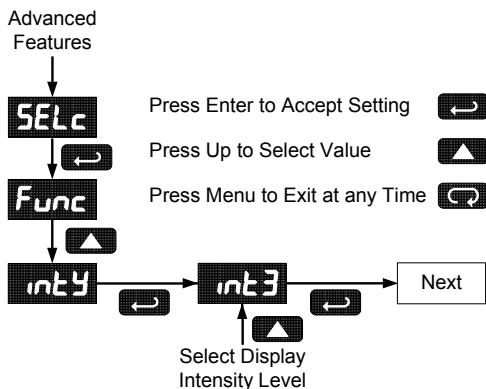 Advanced
Features
SELc
Press Enter to Accept Setting
Press Up to Select Value
Func
Press Menu to Exit at any Time
intY
int3
Next
Select Display
Intensity Level